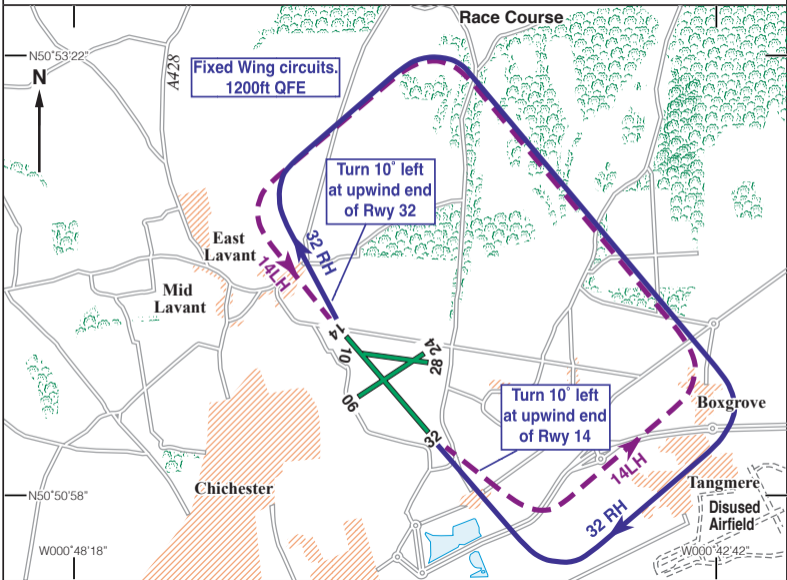 Race Course
N50°53'22"
N
A428
Fixed Wing circuits.
1200ft QFE
Turn 10° left
at upwind end
of Rwy 32
East
Lavant
32 RH
14LH
Mid
Lavant
14
10
24
28
06
32
Turn 10° left
at upwind end
of Rwy 14
Boxgrove
14LH
Chichester
N50°50'58"
Tangmere
32 RH
Disused
Airfield
W000°48'18"
W000°42'42"